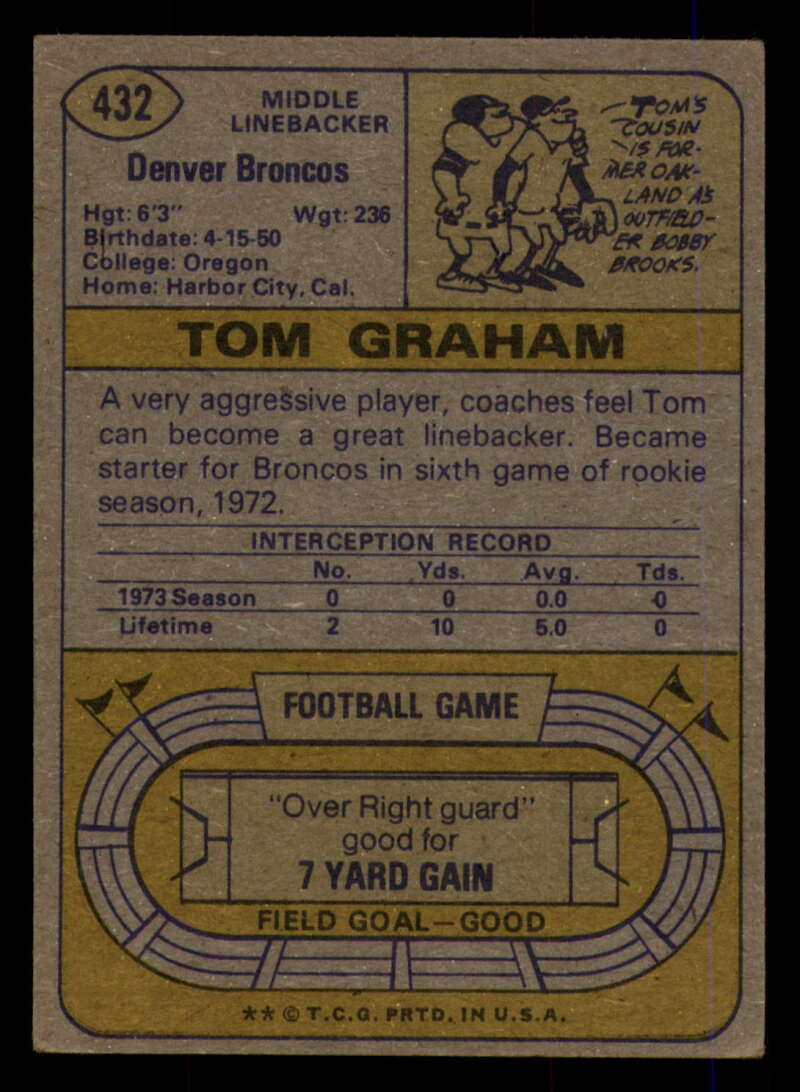 432
MIDDLE
LINEBACKER
Denver Broncos
Hgt: 6'3" Wgt: 236
Birthdate: 4-15-50
College: Oregon
Home: Harbor City, Cal.
TOM'S
COUSIN
IS FOR-
MER OAK-
LAND A'S
OUTFIELD-
ER BOBBY
BROOKS.
TOM GRAHAM
A very aggressive player, coaches feel Tom
can become a great linebacker. Became
starter for Broncos in sixth game of rookie
season, 1972.
INTERCEPTION RECORD
No. Yds. Avg. Tds.
1973 Season 0 0 0.0 0
Lifetime 2 10 5.0 0
FOOTBALL GAME
"Over Right guard"
good for
7 YARD GAIN
FIELD GOAL—GOOD
** © T.C.G. PRTD. IN U.S.A.